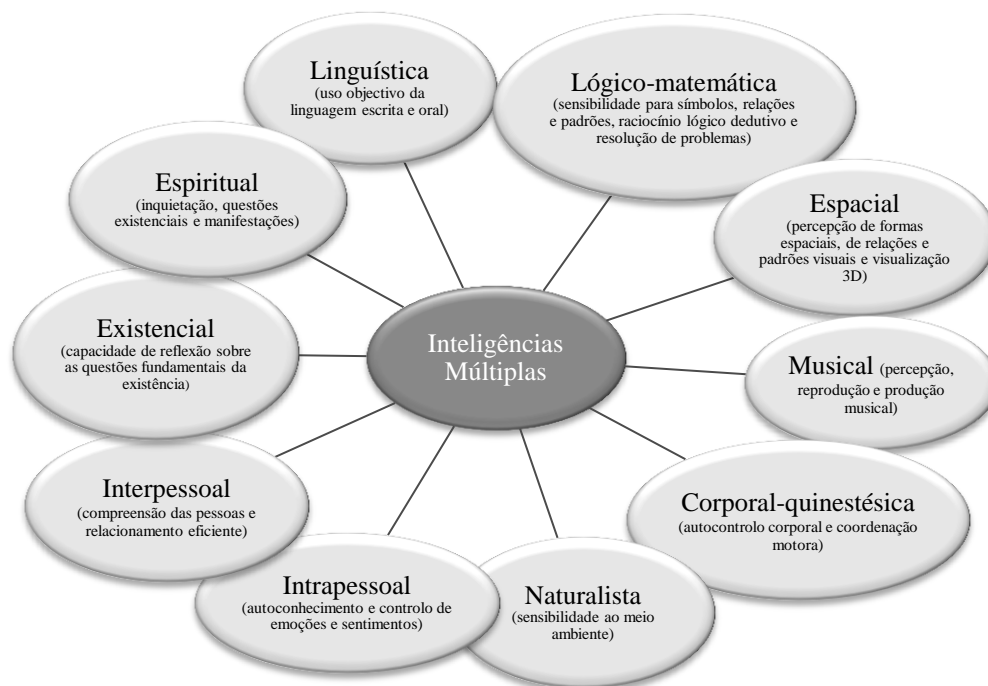 Linguística
(uso objectivo da
linguagem escrita e oral)
Lógico-matemática
(sensibilidade para símbolos, relações
e padrões, raciocínio lógico dedutivo e
resolução de problemas)
Espiritual
(inquietação, questões
existenciais e manifestações)
Espacial
(percepção de formas
espaciais, de relações e
padrões visuais e visualização
3D)
Existencial
(capacidade de reflexão sobre
as questões fundamentais da
existência)
Inteligências
Múltiplas
Musical (percepção,
reprodução e produção
musical)
Interpessoal
(compreensão das pessoas e
relacionamento eficiente)
Corporal-quinestésica
(autocontrolo corporal e coordenação
motora)
Intrapessoal
(autoconhecimento e controlo de
emoções e sentimentos)
Naturalista
(sensibilidade ao meio
ambiente)